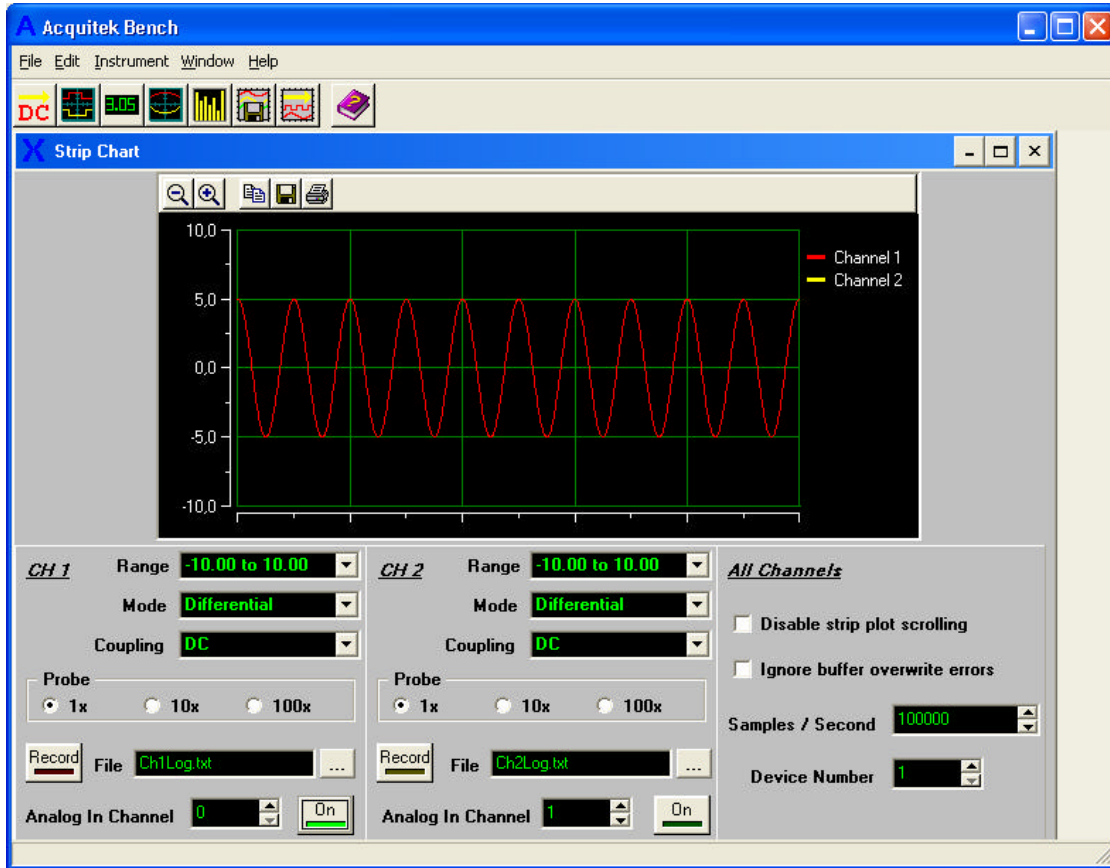 Acquitek Bench
File Edit Instrument Window Help
DC 3.05 ?
Strip Chart
10,0
5,0
0,0
-5,0
-10,0
Channel 1
Channel 2
CH 1 Range -10.00 to 10.00
Mode Differential
Coupling DC
Probe
1x 10x 100x
Record File Ch1Log.txt ...
Analog In Channel 0 On
CH 2 Range -10.00 to 10.00
Mode Differential
Coupling DC
Probe
1x 10x 100x
Record File Ch2Log.txt ...
Analog In Channel 1 On
All Channels
Disable strip plot scrolling
Ignore buffer overwrite errors
Samples / Second 100000
Device Number 1